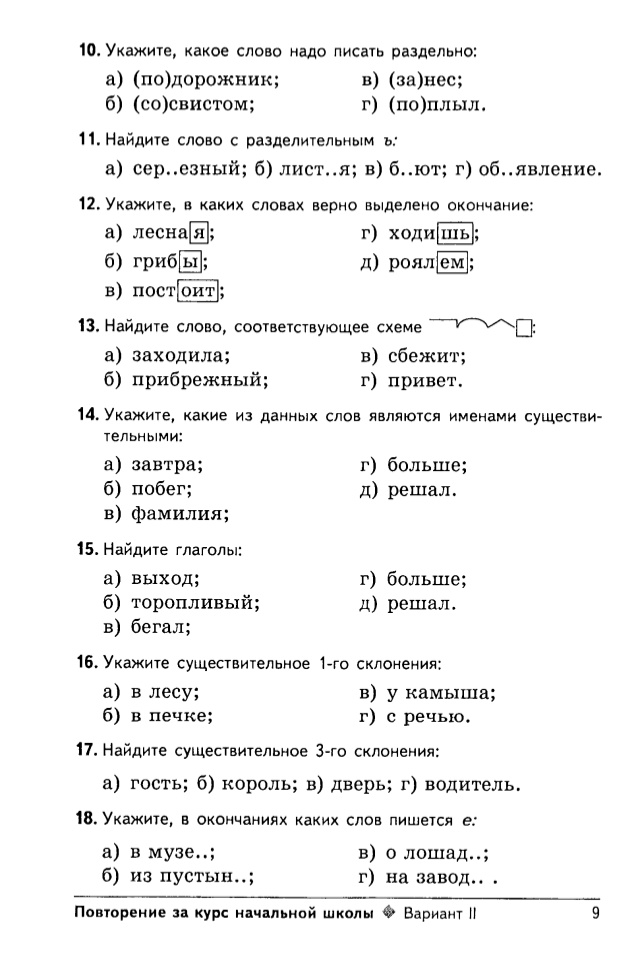 10. Укажите, какое слово надо писать раздельно:
а) (по)дорожник; в) (за)нес;
б) (со)свистом; г) (по)плыл.
11. Найдите слово с разделительным ъ:
а) сер..езный; б) лист..я; в) б..ют; г) об..явление.
12. Укажите, в каких словах верно выделено окончание:
а) лесная; г) ходишь;
б) грибы; д) роялем;
в) постоит;
13. Найдите слово, соответствующее схеме :
а) заходила; в) сбежит;
б) прибрежный; г) привет.
14. Укажите, какие из данных слов являются именами существи-
тельными:
а) завтра; г) больше;
б) побег; д) решал.
в) фамилия;
15. Найдите глаголы:
а) выход; г) больше;
б) торопливый; д) решал.
в) бегал;
16. Укажите существительное 1-го склонения:
а) в лесу; в) у камыша;
б) в печке; г) с речью.
17. Найдите существительное 3-го склонения:
а) гость; б) король; в) дверь; г) водитель.
18. Укажите, в окончаниях каких слов пишется е:
а) в музе..; в) о лошад..;
б) из пустын..; г) на завод.. .
Повторение за курс начальной школы ❖ Вариант II 9